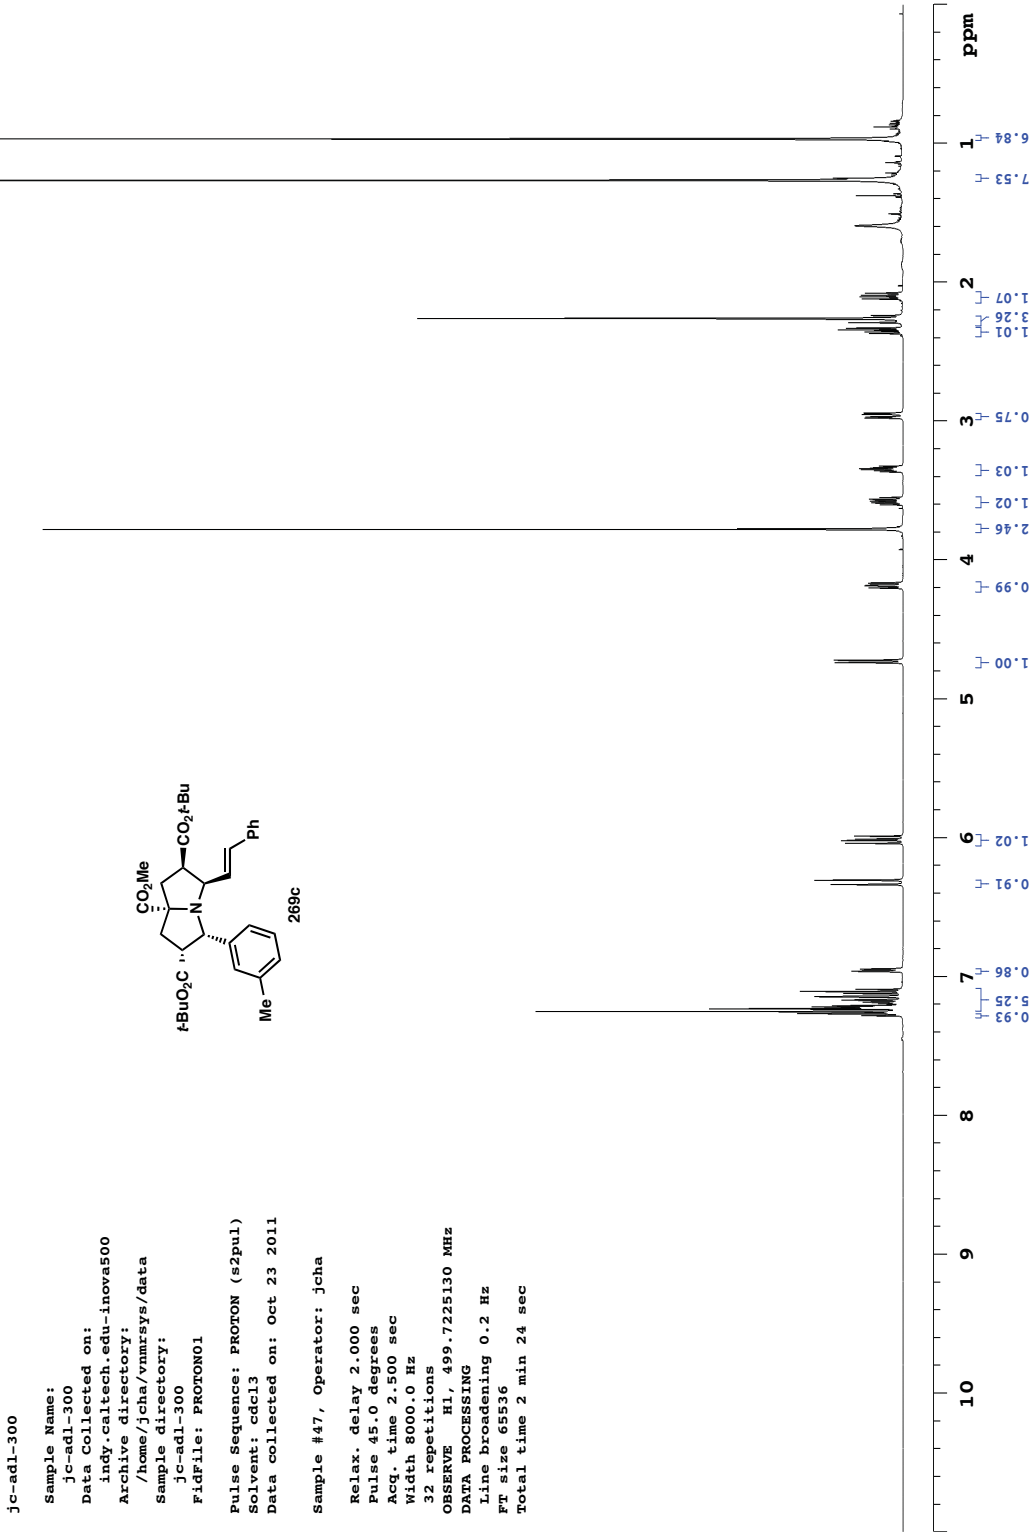 jc-adl-300
Sample Name:
jc-adl-300
Data Collected on:
indy.caltech.edu-inova500
Archive directory:
/home/jcha/vnmrsys/data
Sample directory:
jc-adl-300
FidFile: PROTON01
Pulse Sequence: PROTON (s2pul)
Solvent: cdcl3
Data collected on: Oct 23 2011
Sample #47, Operator: jcha
Relax. delay 2.000 sec
Pulse 45.0 degrees
Acq. time 2.500 sec
Width 8000.0 Hz
32 repetitions
OBSERVE H1, 499.7225130 MHz
DATA PROCESSING
Line broadening 0.2 Hz
FT size 65536
Total time 2 min 24 sec
CO2Me
t-BuO2C
CO2t-Bu
N
Ph
Me
269c
10 9 8 7 6 5 4 3 2 1 ppm
0.93 5.25 0.86 0.91 1.02 1.00 0.99 2.46 1.02 1.03 0.75 1.01 3.26 1.07 7.53 6.84